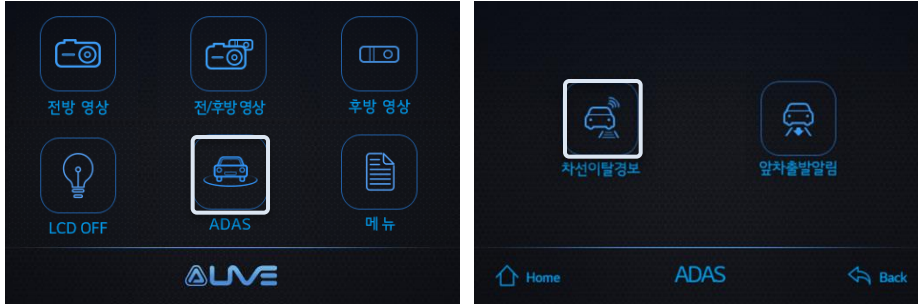 전방 영상
전/후방 영상
후방 영상
LCD OFF
ADAS
메뉴
ALIVE
차선이탈경보
앞차출발알림
Home
ADAS
Back